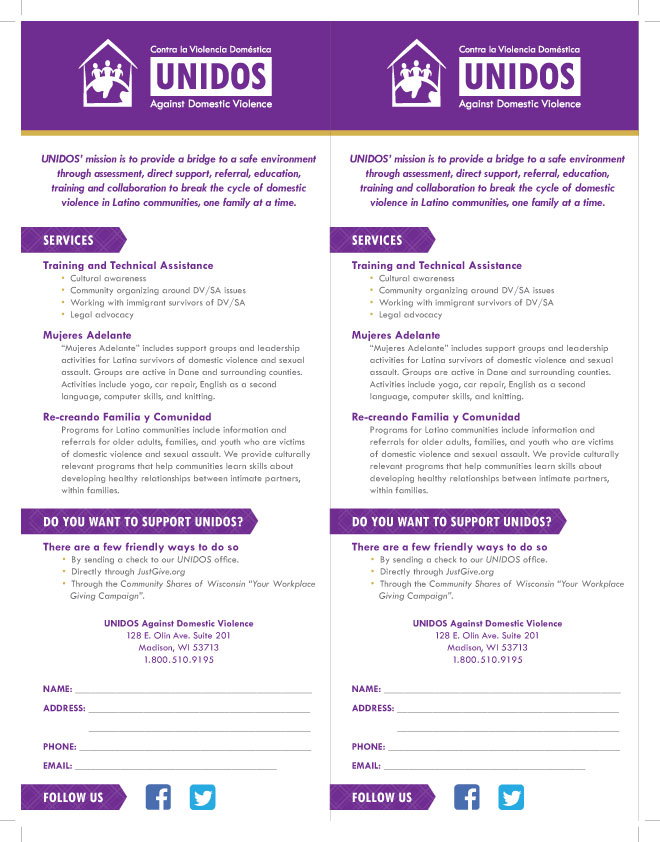 Contra la Violencia Doméstica
UNIDOS
Against Domestic Violence
UNIDOS' mission is to provide a bridge to a safe environment
through assessment, direct support, referral, education,
training and collaboration to break the cycle of domestic
violence in Latino communities, one family at a time.
SERVICES
Training and Technical Assistance
• Cultural awareness
• Community organizing around DV/SA issues
• Working with immigrant survivors of DV/SA
• Legal advocacy
Mujeres Adelante
"Mujeres Adelante" includes support groups and leadership
activities for Latina survivors of domestic violence and sexual
assault. Groups are active in Dane and surrounding counties.
Activities include yoga, car repair, English as a second
language, computer skills, and knitting.
Re-creando Familia y Comunidad
Programs for Latino communities include information and
referrals for older adults, families, and youth who are victims
of domestic violence and sexual assault. We provide culturally
relevant programs that help communities learn skills about
developing healthy relationships between intimate partners,
within families.
DO YOU WANT TO SUPPORT UNIDOS?
There are a few friendly ways to do so
• By sending a check to our UNIDOS office.
• Directly through JustGive.org
• Through the Community Shares of Wisconsin "Your Workplace
Giving Campaign".
UNIDOS Against Domestic Violence
128 E. Olin Ave. Suite 201
Madison, WI 53713
1.800.510.9195
NAME:
ADDRESS:
PHONE:
EMAIL:
FOLLOW US
Contra la Violencia Doméstica
UNIDOS
Against Domestic Violence
UNIDOS' mission is to provide a bridge to a safe environment
through assessment, direct support, referral, education,
training and collaboration to break the cycle of domestic
violence in Latino communities, one family at a time.
SERVICES
Training and Technical Assistance
• Cultural awareness
• Community organizing around DV/SA issues
• Working with immigrant survivors of DV/SA
• Legal advocacy
Mujeres Adelante
"Mujeres Adelante" includes support groups and leadership
activities for Latina survivors of domestic violence and sexual
assault. Groups are active in Dane and surrounding counties.
Activities include yoga, car repair, English as a second
language, computer skills, and knitting.
Re-creando Familia y Comunidad
Programs for Latino communities include information and
referrals for older adults, families, and youth who are victims
of domestic violence and sexual assault. We provide culturally
relevant programs that help communities learn skills about
developing healthy relationships between intimate partners,
within families.
DO YOU WANT TO SUPPORT UNIDOS?
There are a few friendly ways to do so
• By sending a check to our UNIDOS office.
• Directly through JustGive.org
• Through the Community Shares of Wisconsin "Your Workplace
Giving Campaign".
UNIDOS Against Domestic Violence
128 E. Olin Ave. Suite 201
Madison, WI 53713
1.800.510.9195
NAME:
ADDRESS:
PHONE:
EMAIL:
FOLLOW US